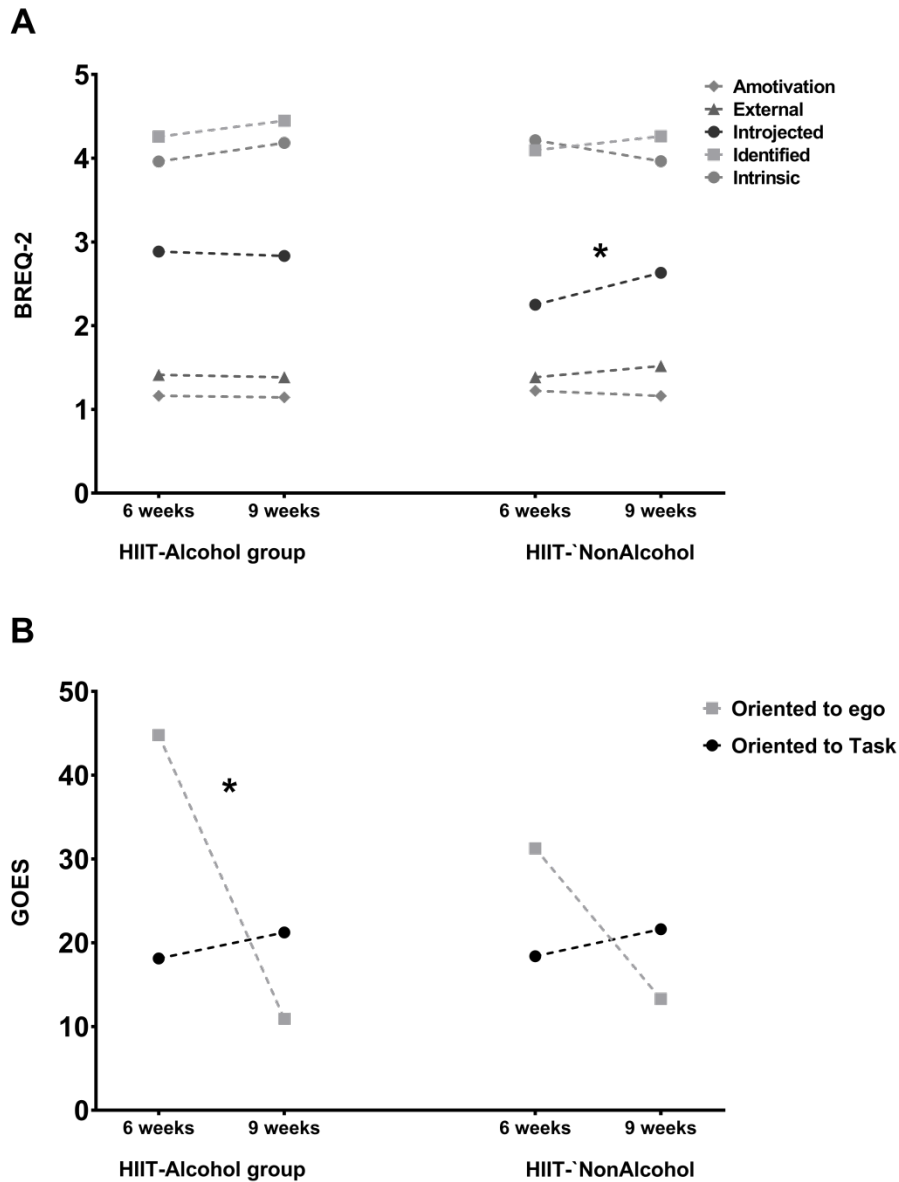 A
5
4
3
2
1
0
BREQ-2
Amotivation
External
Introjected
Identified
Intrinsic
*
6 weeks 9 weeks 6 weeks 9 weeks
HIIT-Alcohol group HIIT-`NonAlcohol
B
50
40
30
20
10
0
GOES
Oriented to ego
Oriented to Task
*
6 weeks 9 weeks 6 weeks 9 weeks
HIIT-Alcohol group HIIT-`NonAlcohol